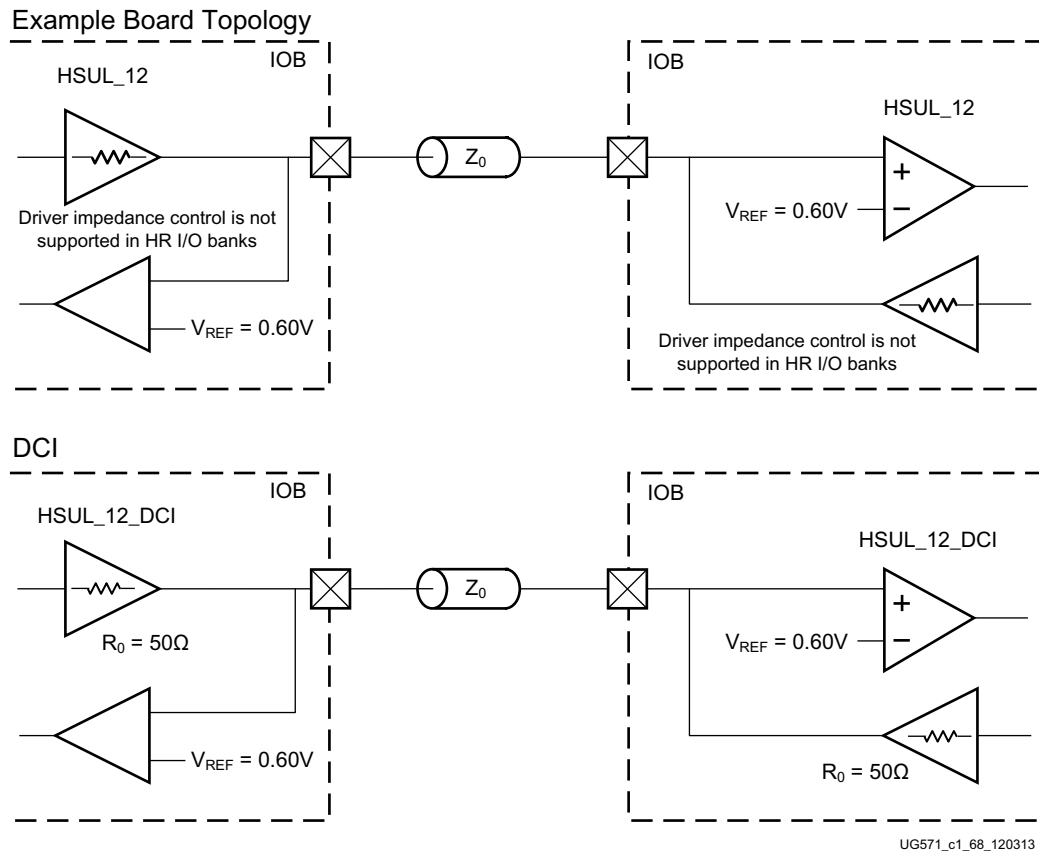 Example Board Topology
IOB
IOB
HSUL_12
HSUL_12
Z0
+
VREF = 0.60V
−
Driver impedance control is not
supported in HR I/O banks
VREF = 0.60V
Driver impedance control is not
supported in HR I/O banks
DCI
IOB
IOB
HSUL_12_DCI
HSUL_12_DCI
Z0
+
R0 = 50Ω
VREF = 0.60V
−
VREF = 0.60V
R0 = 50Ω
UG571_c1_68_120313